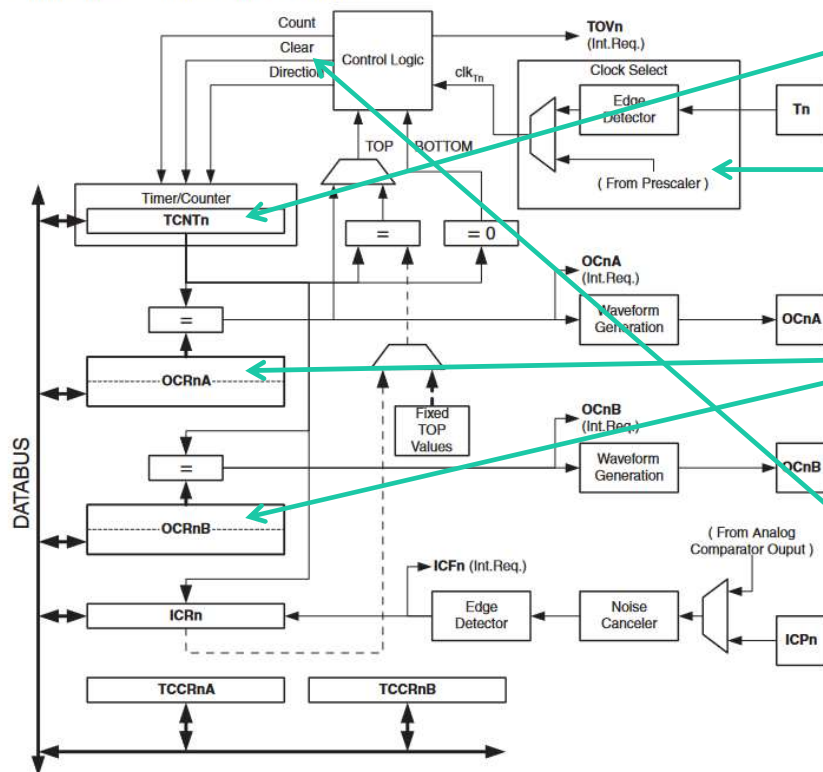 Count
Clear
Direction
Control Logic
TOVn
(Int.Req.)
clkTn
Clock Select
Edge
Detector
Tn
( From Prescaler )
TOP
BOTTOM
Timer/Counter
TCNTn
=
= 0
OCnA
(Int.Req.)
=
Waveform
Generation
OCnA
OCRnA
Fixed
TOP
Values
OCnB
(Int.Req.)
=
Waveform
Generation
OCnB
OCRnB
DATABUS
( From Analog
Comparator Ouput )
ICFn (Int.Req.)
ICRn
Edge
Detector
Noise
Canceler
ICPn
TCCRnA
TCCRnB